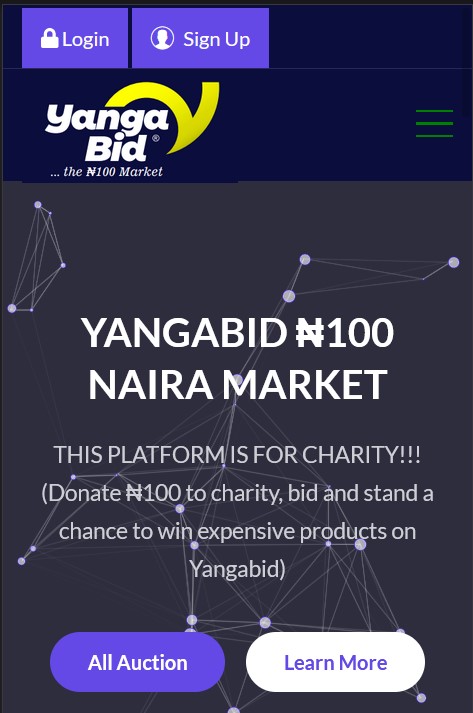 Login
Sign Up
Yanga
Bid®
... the ₦100 Market
YANGABID ₦100
NAIRA MARKET
THIS PLATFORM IS FOR CHARITY!!!
(Donate ₦100 to charity, bid and stand a
chance to win expensive products on
Yangabid)
All Auction
Learn More